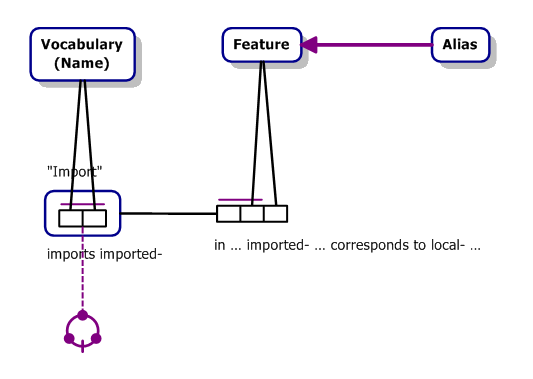 Vocabulary
(Name)
Feature
Alias
"Import"
imports imported-
in ... imported- ... corresponds to local- ...